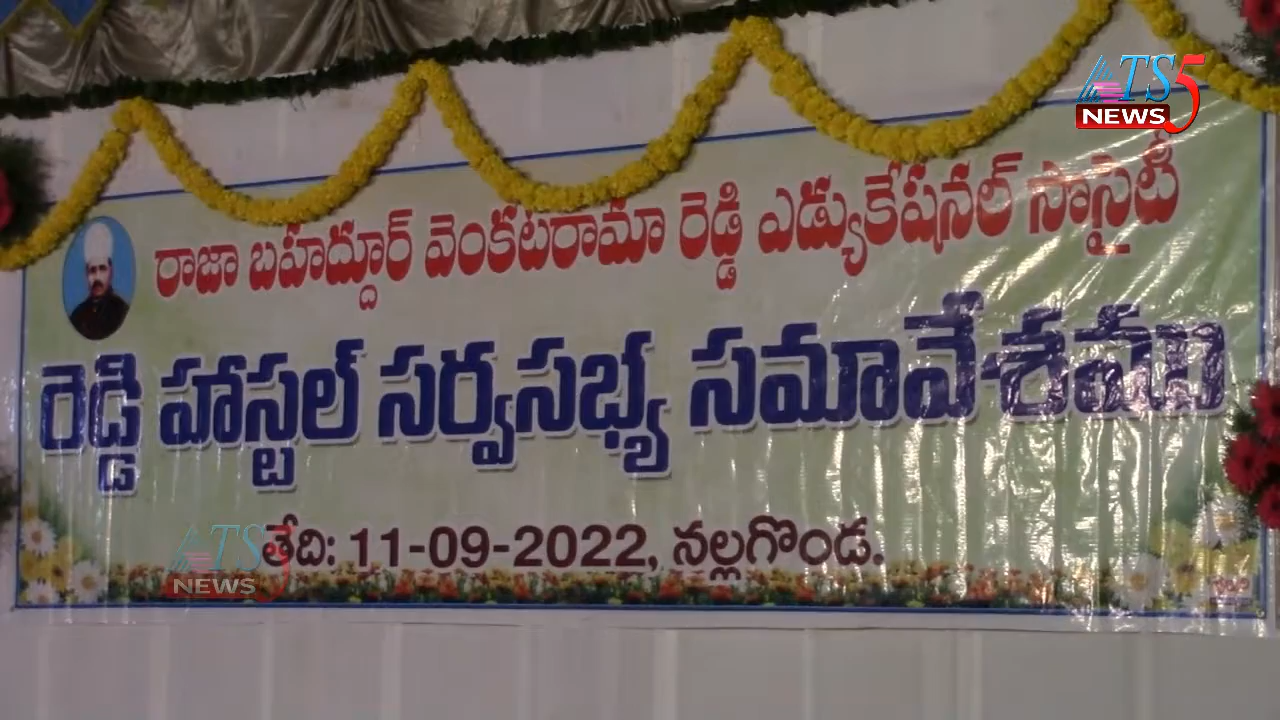 TS5
NEWS
రాజా బహద్దూర్ వెంకటరామా రెడ్డి ఎడ్యుకేషనల్ సొసైటీ
రెడ్డి హాస్టల్ సర్వసభ్య సమావేశము
తేది: 11-09-2022, నల్లగొండ.
TS5
NEWS